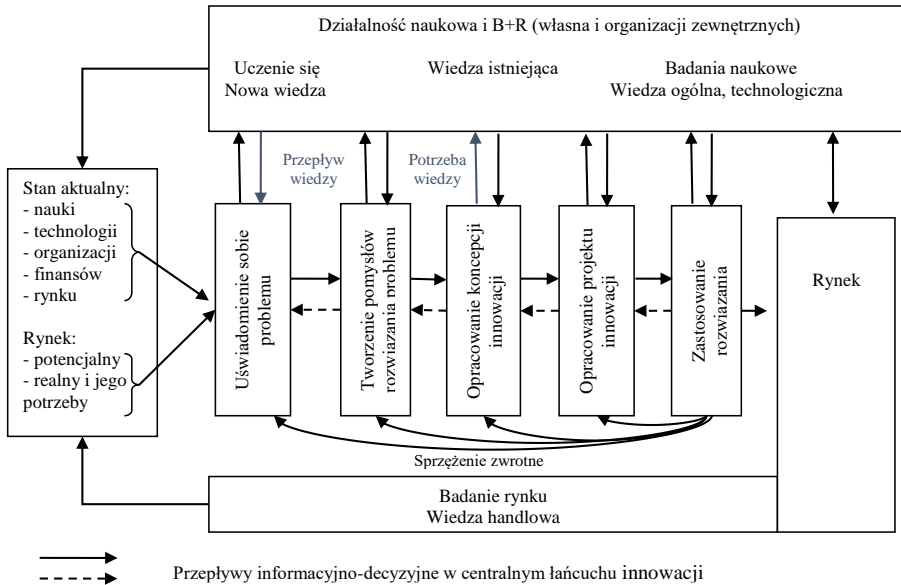 Działalność naukowa i B+R (własna i organizacji zewnętrznych)
Uczenie się
Nowa wiedza
Wiedza istniejąca
Badania naukowe
Wiedza ogólna, technologiczna
Przepływ
wiedzy
Potrzeba
wiedzy
Stan aktualny:
- nauki
- technologii
- organizacji
- finansów
- rynku
Rynek:
- potencjalny
- realny i jego
potrzeby
Uświadomienie sobie
problemu
Tworzenie pomysłów
rozwiązania problemu
Opracowanie koncepcji
innowacji
Opracowanie projektu
innowacji
Zastosowanie
rozwiązania
Rynek
Sprzężenie zwrotne
Badanie rynku
Wiedza handlowa
Przepływy informacyjno-decyzyjne w centralnym łańcuchu innowacji